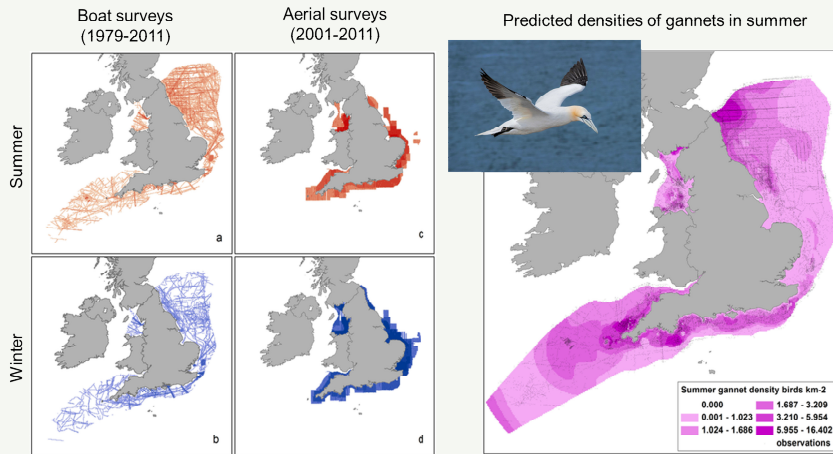 Boat surveys
(1979-2011)
Aerial surveys
(2001-2011)
Predicted densities of gannets in summer
Summer
Winter
a
c
b
d
Summer gannet density birds km-2
0.000
0.001 - 1.023
1.024 - 1.686
1.687 - 3.209
3.210 - 5.954
5.955 - 16.402
observations